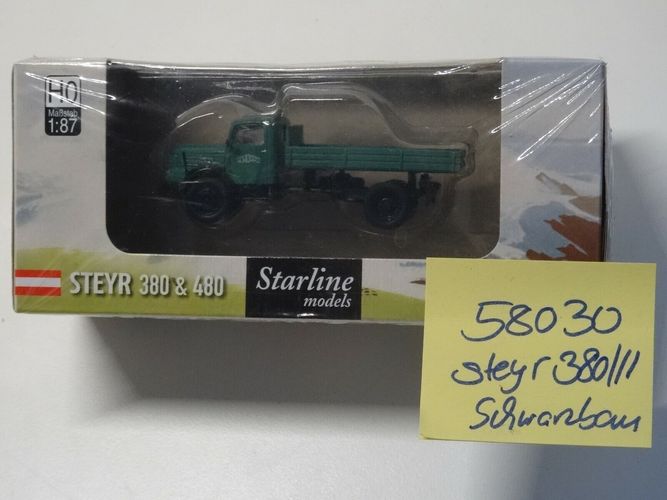 H0
Maßstab
1:87
STEYR 380 & 480
Starline
models
58030
steyr 380/II
Schwarzbau